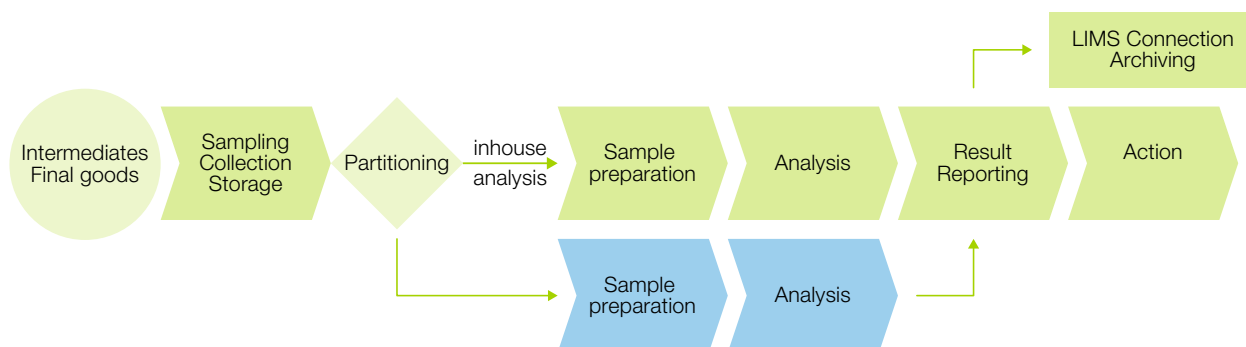 Intermediates
Final goods
Sampling
Collection
Storage
Partitioning
inhouse
analysis
Sample
preparation
Analysis
Result
Reporting
LIMS Connection
Archiving
Action
Sample
preparation
Analysis